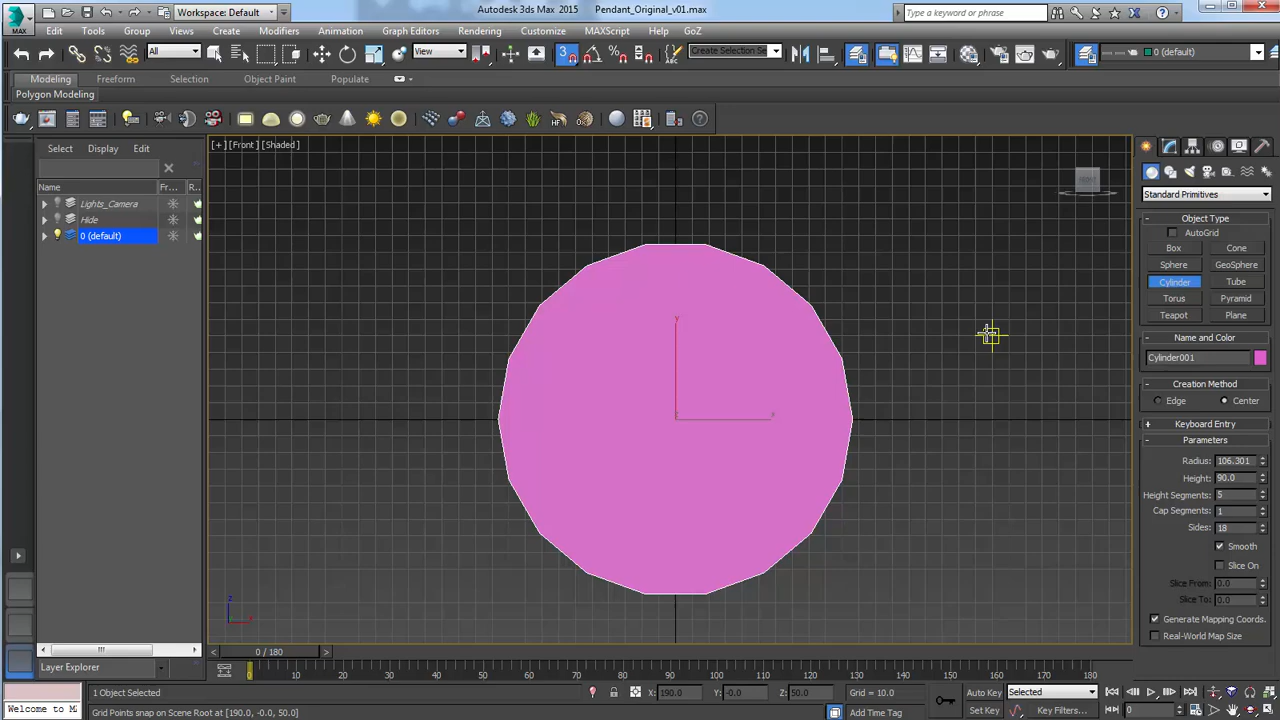 Workspace: Default
Autodesk 3ds Max 2015    Pendant_Original_v01.max
Type a keyword or phrase
MAX
Edit Tools Group Views Create Modifiers Animation Graph Editors Rendering Customize MAXScript Help GoZ
All
View
3
Create Selection Se
0 (default)
Modeling Freeform Selection Object Paint Populate
Polygon Modeling
Select Display Edit
[+] [Front] [Shaded]
Name Fr... R
Lights_Camera
Hide
0 (default)
FRONT
Standard Primitives
Object Type
AutoGrid
Box Cone
Sphere GeoSphere
Cylinder Tube
Torus Pyramid
Teapot Plane
Name and Color
Cylinder001
Creation Method
Edge Center
Keyboard Entry
Parameters
Radius: 106.301
Height: 90.0
Height Segments: 5
Cap Segments: 1
Sides: 18
Smooth
Slice On
Slice From: 0.0
Slice To: 0.0
Generate Mapping Coords.
Real-World Map Size
y
x
z
z
x
0 / 180
Layer Explorer
0 10 20 30 40 50 60 70 80 90 100 110 120 130 140 150 160 170 180
1 Object Selected
X: 190.0 Y: -0.0 Z: 50.0
Grid = 10.0
Auto Key Selected
Welcome to M
Grid Points snap on Scene Root at [190.0, -0.0, 50.0]
Add Time Tag
Set Key Key Filters...
0